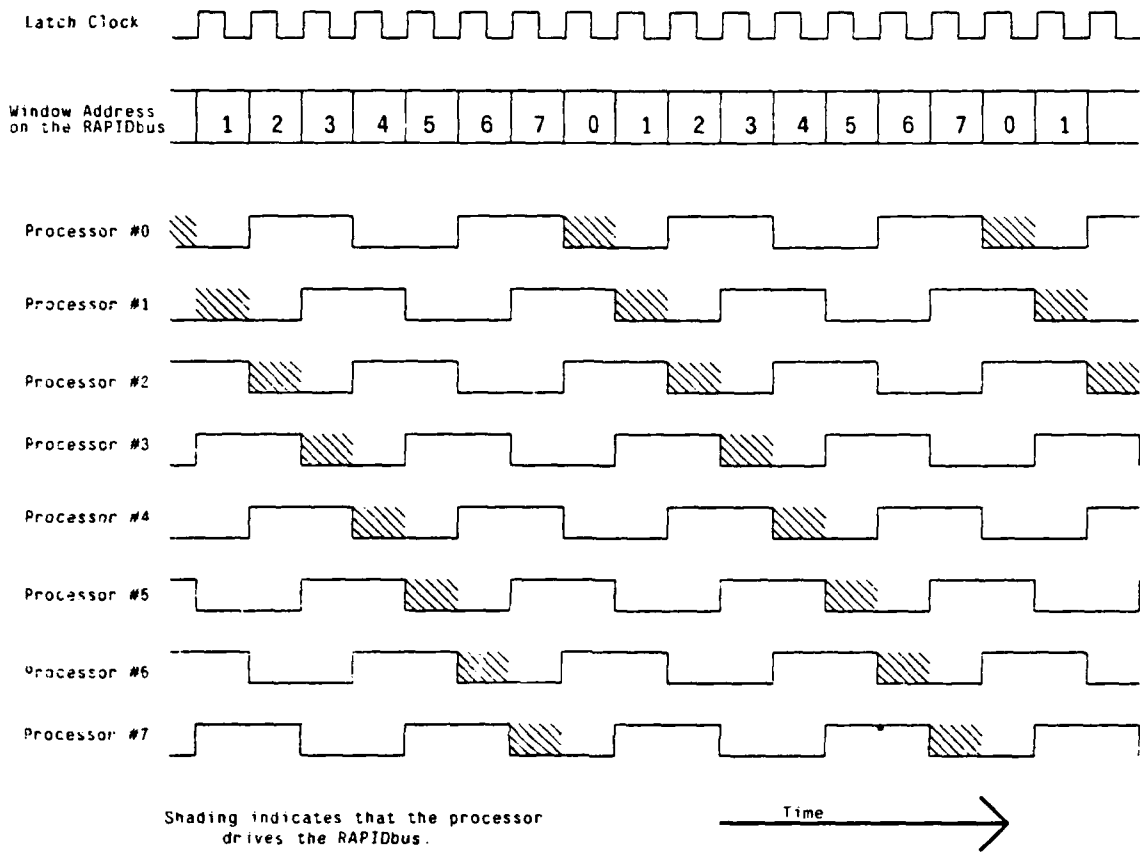 Latch Clock
Window Address
on the RAPIDbus
1 2 3 4 5 6 7 0 1 2 3 4 5 6 7 0 1
Processor #0
Processor #1
Processor #2
Processor #3
Processor #4
Processor #5
Processor #6
Processor #7
Shading indicates that the processor
drives the RAPIDbus.
Time